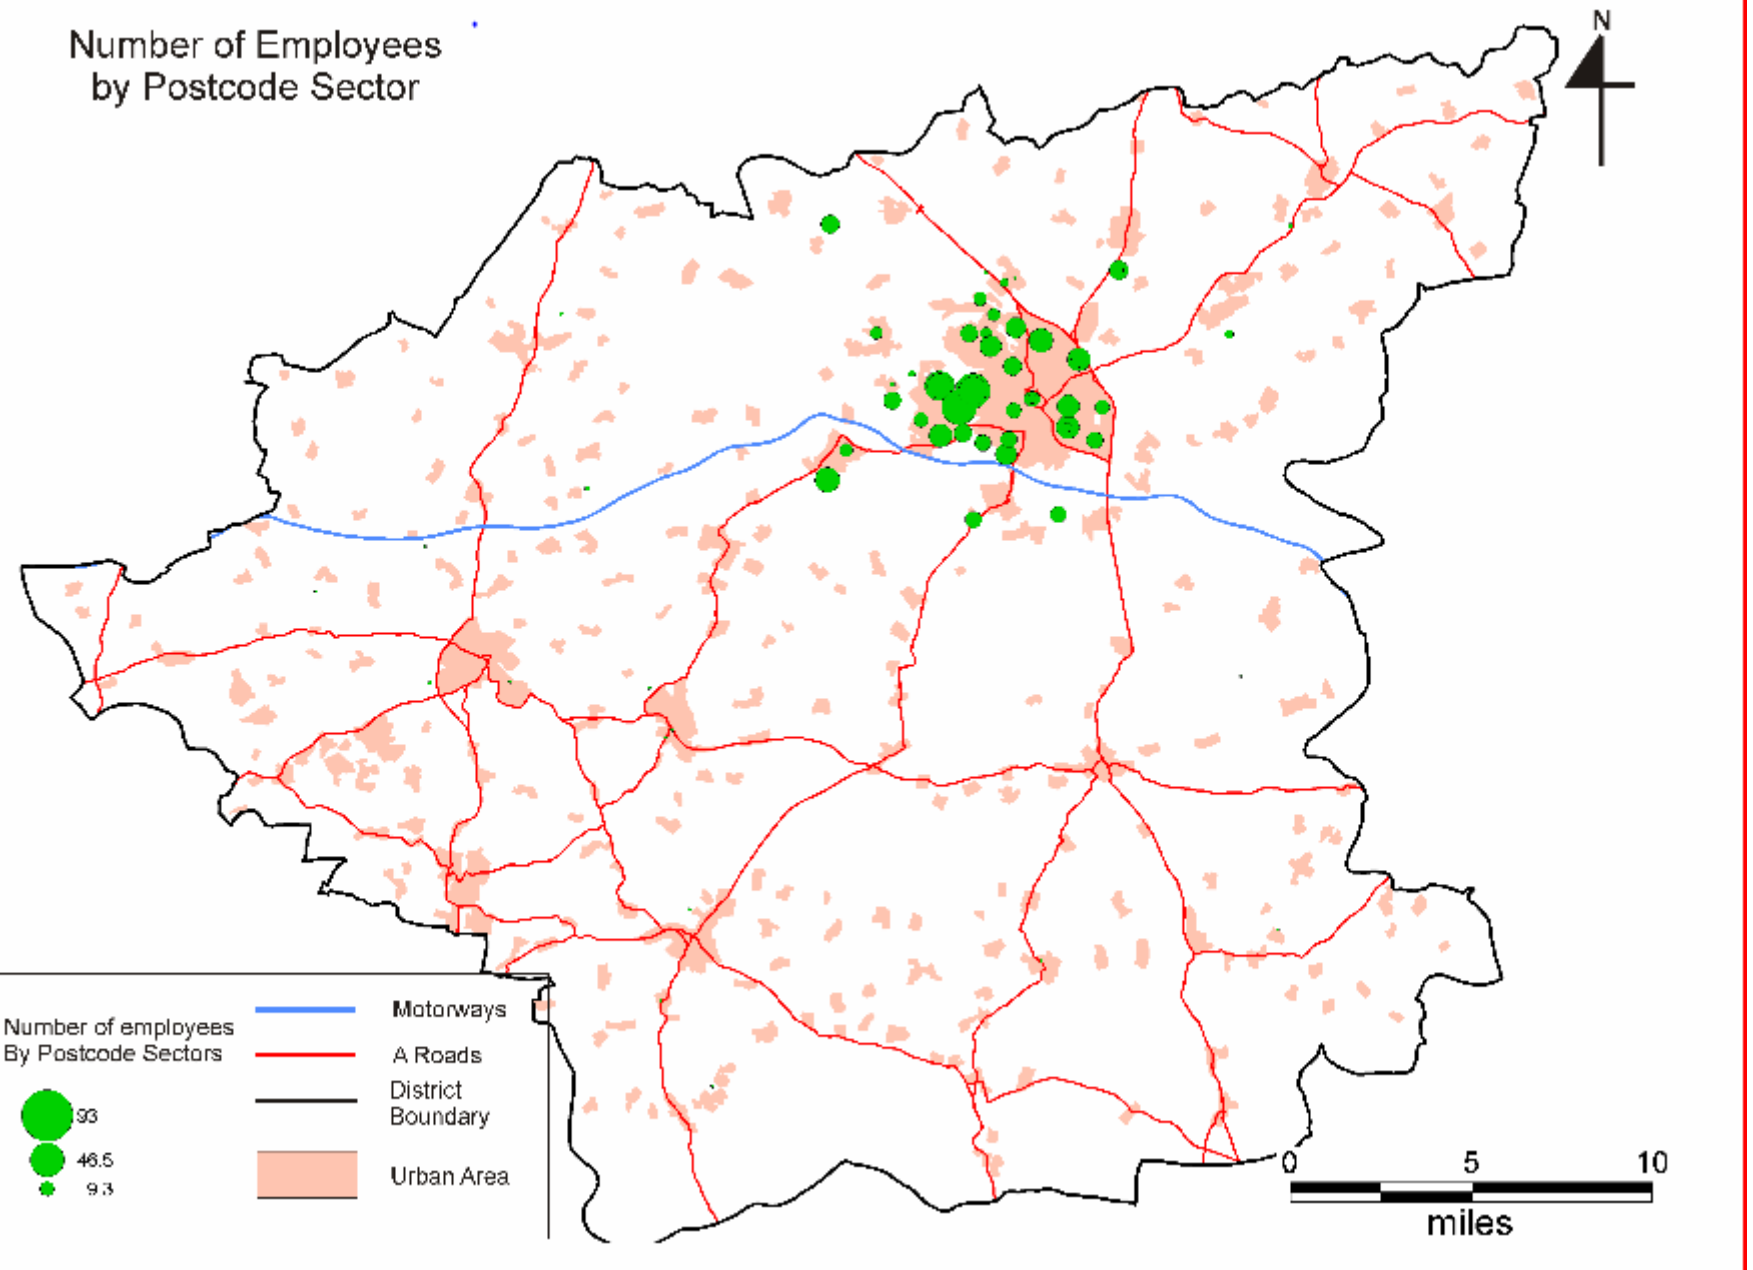 Number of Employees
by Postcode Sector
N
Number of employees
By Postcode Sectors
93
46.5
9.3
Motorways
A Roads
District
Boundary
Urban Area
0 5 10
miles